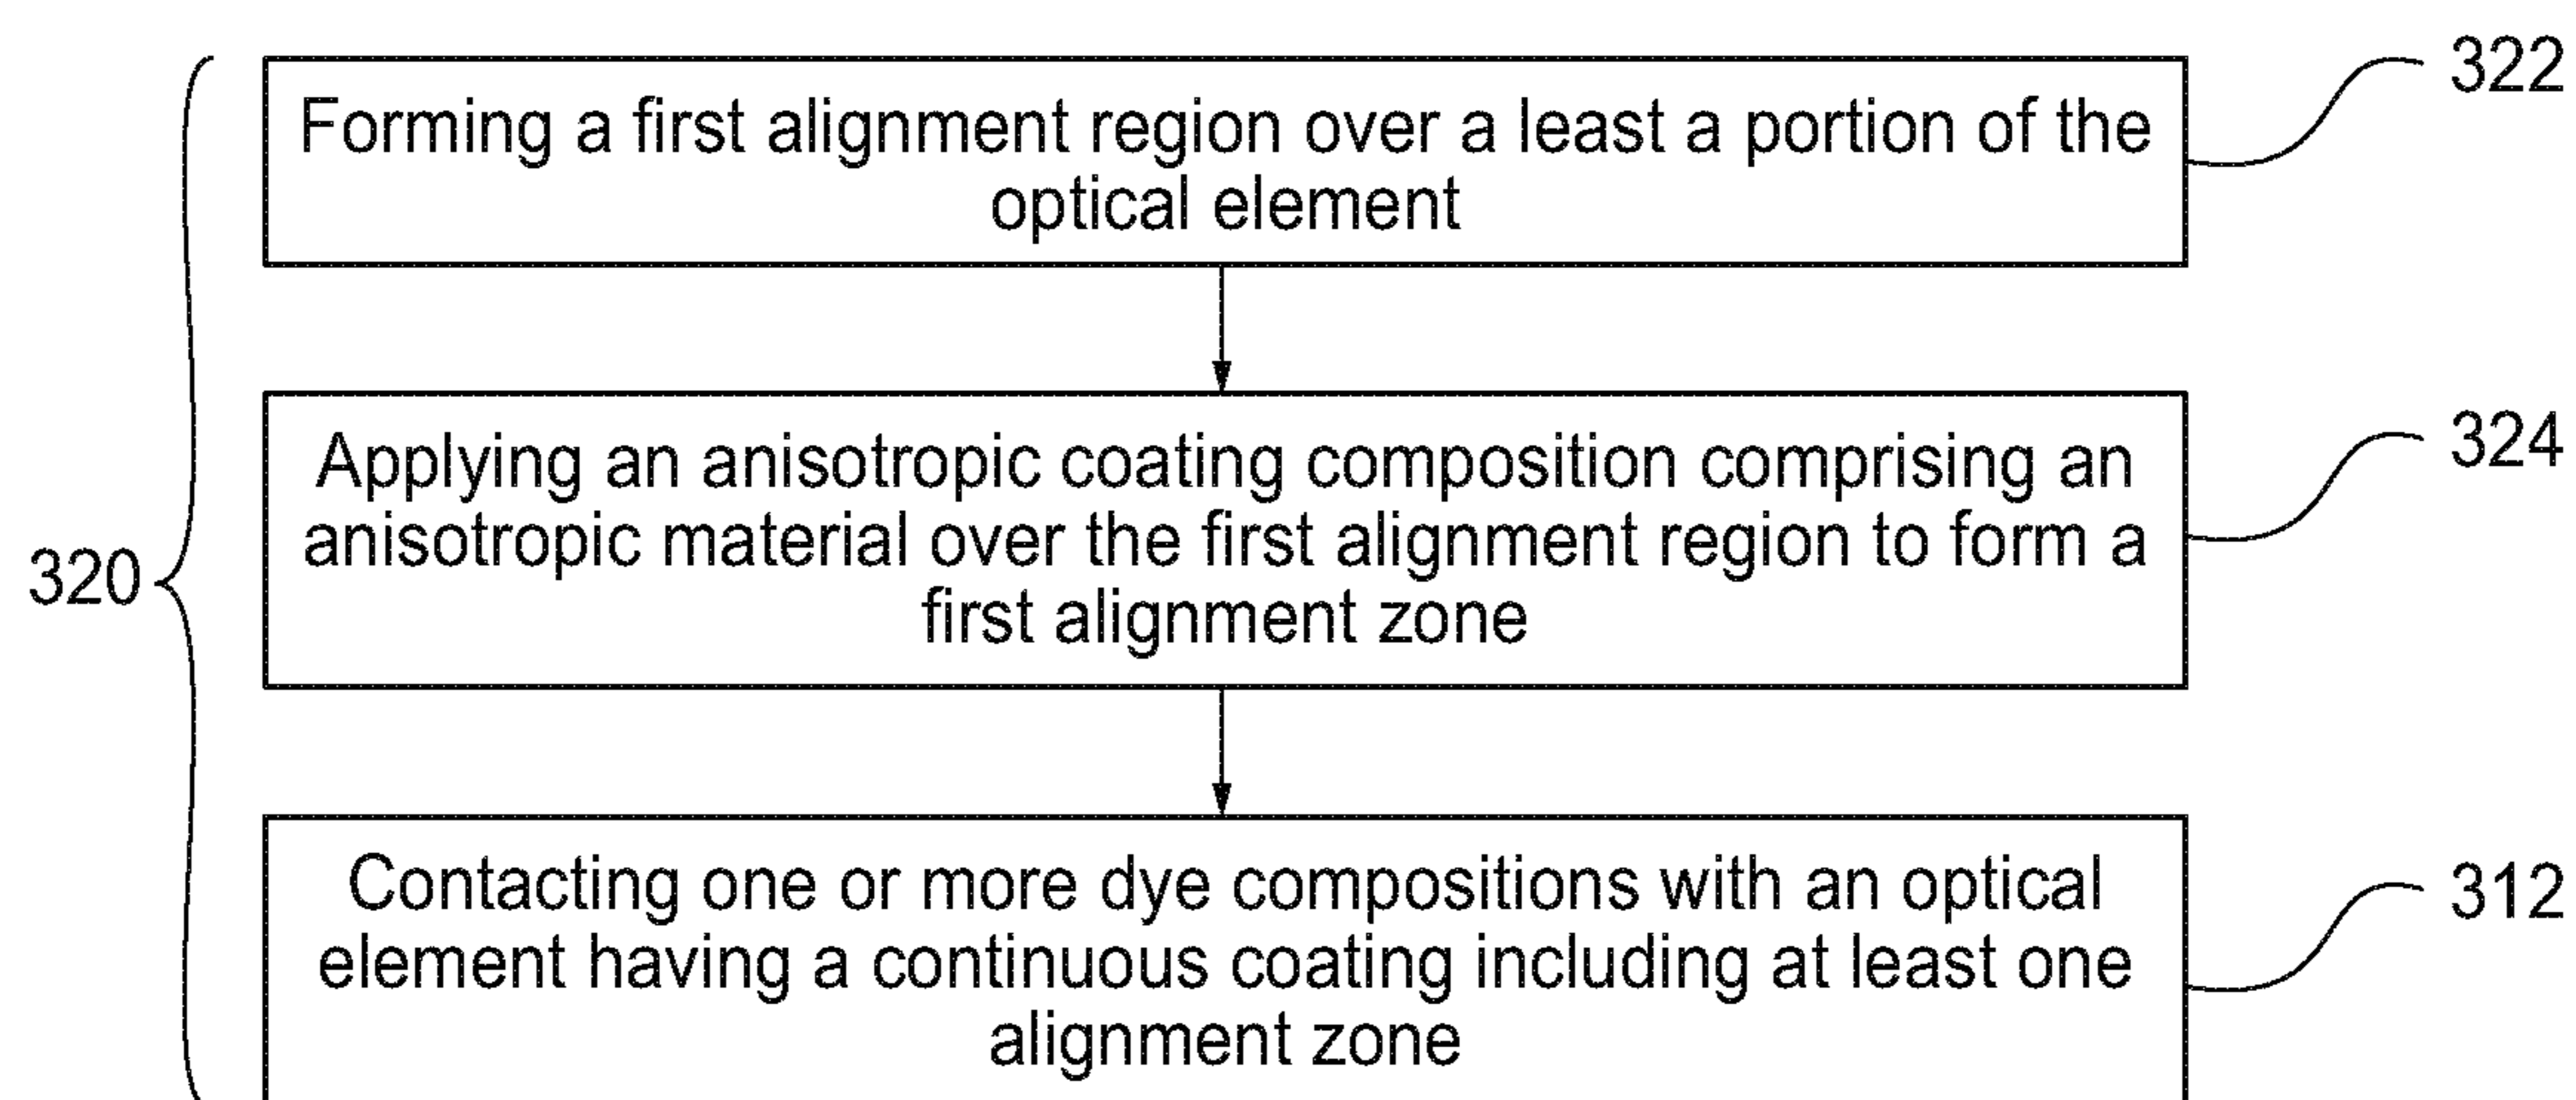 322
Forming a first alignment region over a least a portion of the
optical element
324
Applying an anisotropic coating composition comprising an
anisotropic material over the first alignment region to form a
first alignment zone
320
312
Contacting one or more dye compositions with an optical
element having a continuous coating including at least one
alignment zone